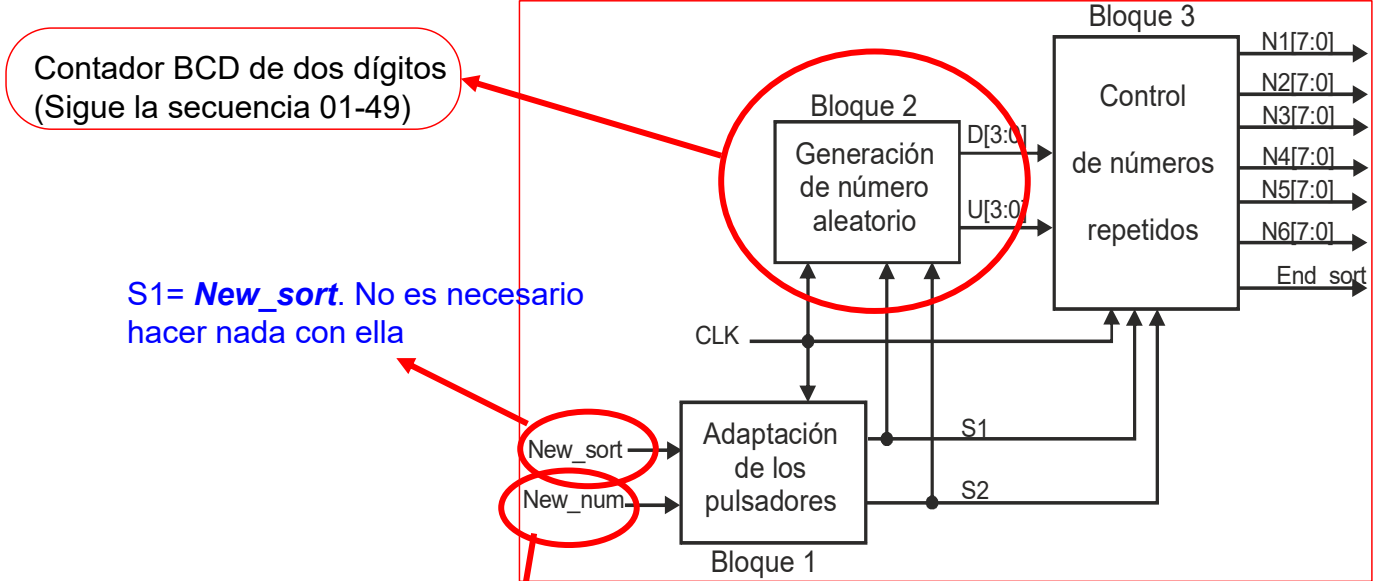 Contador BCD de dos dígitos
(Sigue la secuencia 01-49)
S1= New_sort. No es necesario
hacer nada con ella
Bloque 3
Control
de números
repetidos
N1[7:0]
N2[7:0]
N3[7:0]
N4[7:0]
N5[7:0]
N6[7:0]
End_sort
Bloque 2
Generación
de número
aleatorio
D[3:0]
U[3:0]
CLK
New_sort
New_num
Adaptación
de los
pulsadores
S1
S2
Bloque 1